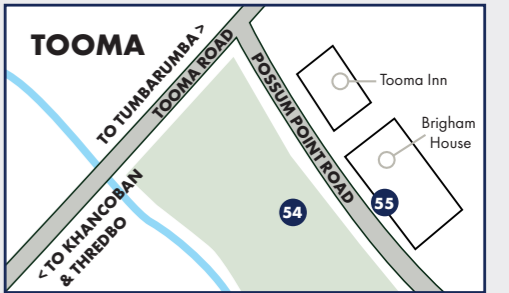 TOOMA
TO TUMBARUMBA >
TOOMA ROAD
POSSUM POINT ROAD
Tooma Inn
Brigham
House
< TO KHANCOBAN
& THREDBO
54
55